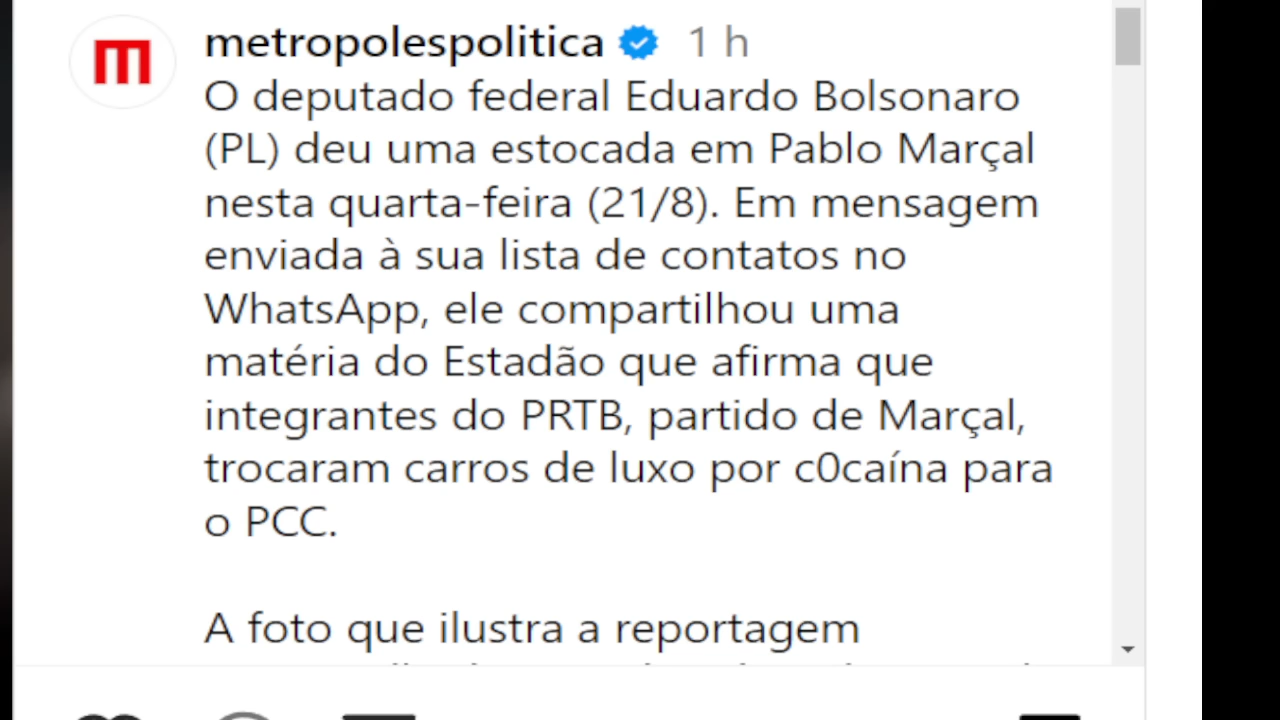 metropolespolitica 1 h
O deputado federal Eduardo Bolsonaro
(PL) deu uma estocada em Pablo Marçal
nesta quarta-feira (21/8). Em mensagem
enviada à sua lista de contatos no
WhatsApp, ele compartilhou uma
matéria do Estadão que afirma que
integrantes do PRTB, partido de Marçal,
trocaram carros de luxo por c0caína para
o PCC.
A foto que ilustra a reportagem